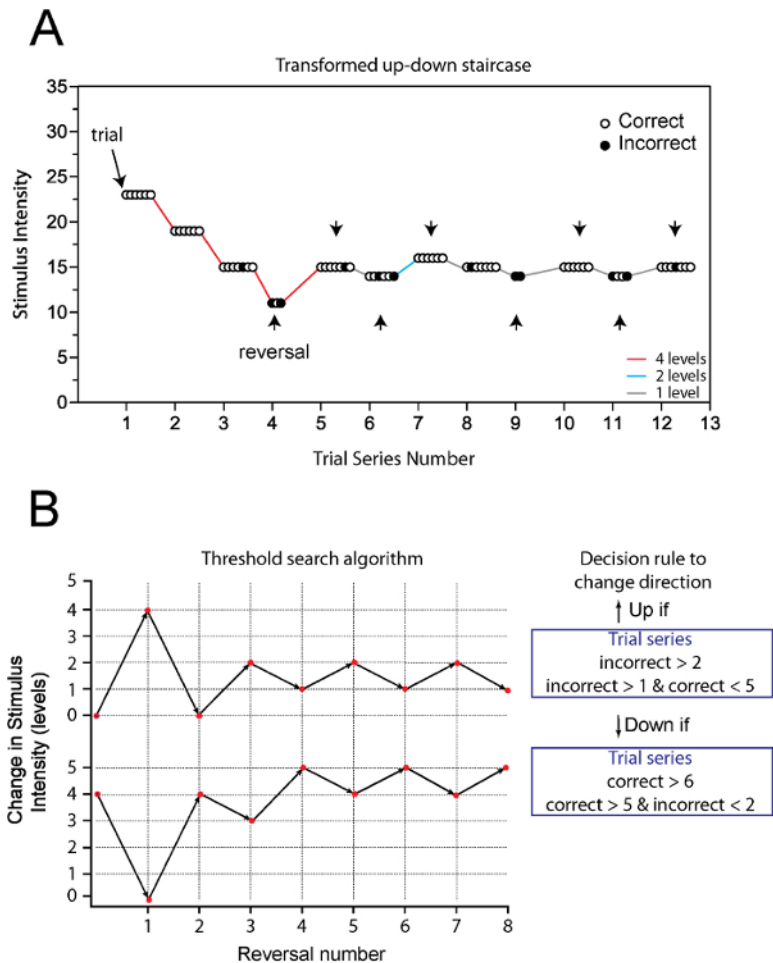 A
Transformed up-down staircase
35
30
25
20
15
10
5
0
Stimulus Intensity
trial
Correct
Incorrect
reversal
4 levels
2 levels
1 level
1 2 3 4 5 6 7 8 9 10 11 12 13
Trial Series Number
B
Threshold search algorithm
5
4
3
2
1
0
5
4
3
2
1
0
Change in Stimulus
Intensity (levels)
1 2 3 4 5 6 7 8
Reversal number
Decision rule to
change direction
Up if
Trial series
incorrect > 2
incorrect > 1 & correct < 5
Down if
Trial series
correct > 6
correct > 5 & incorrect < 2